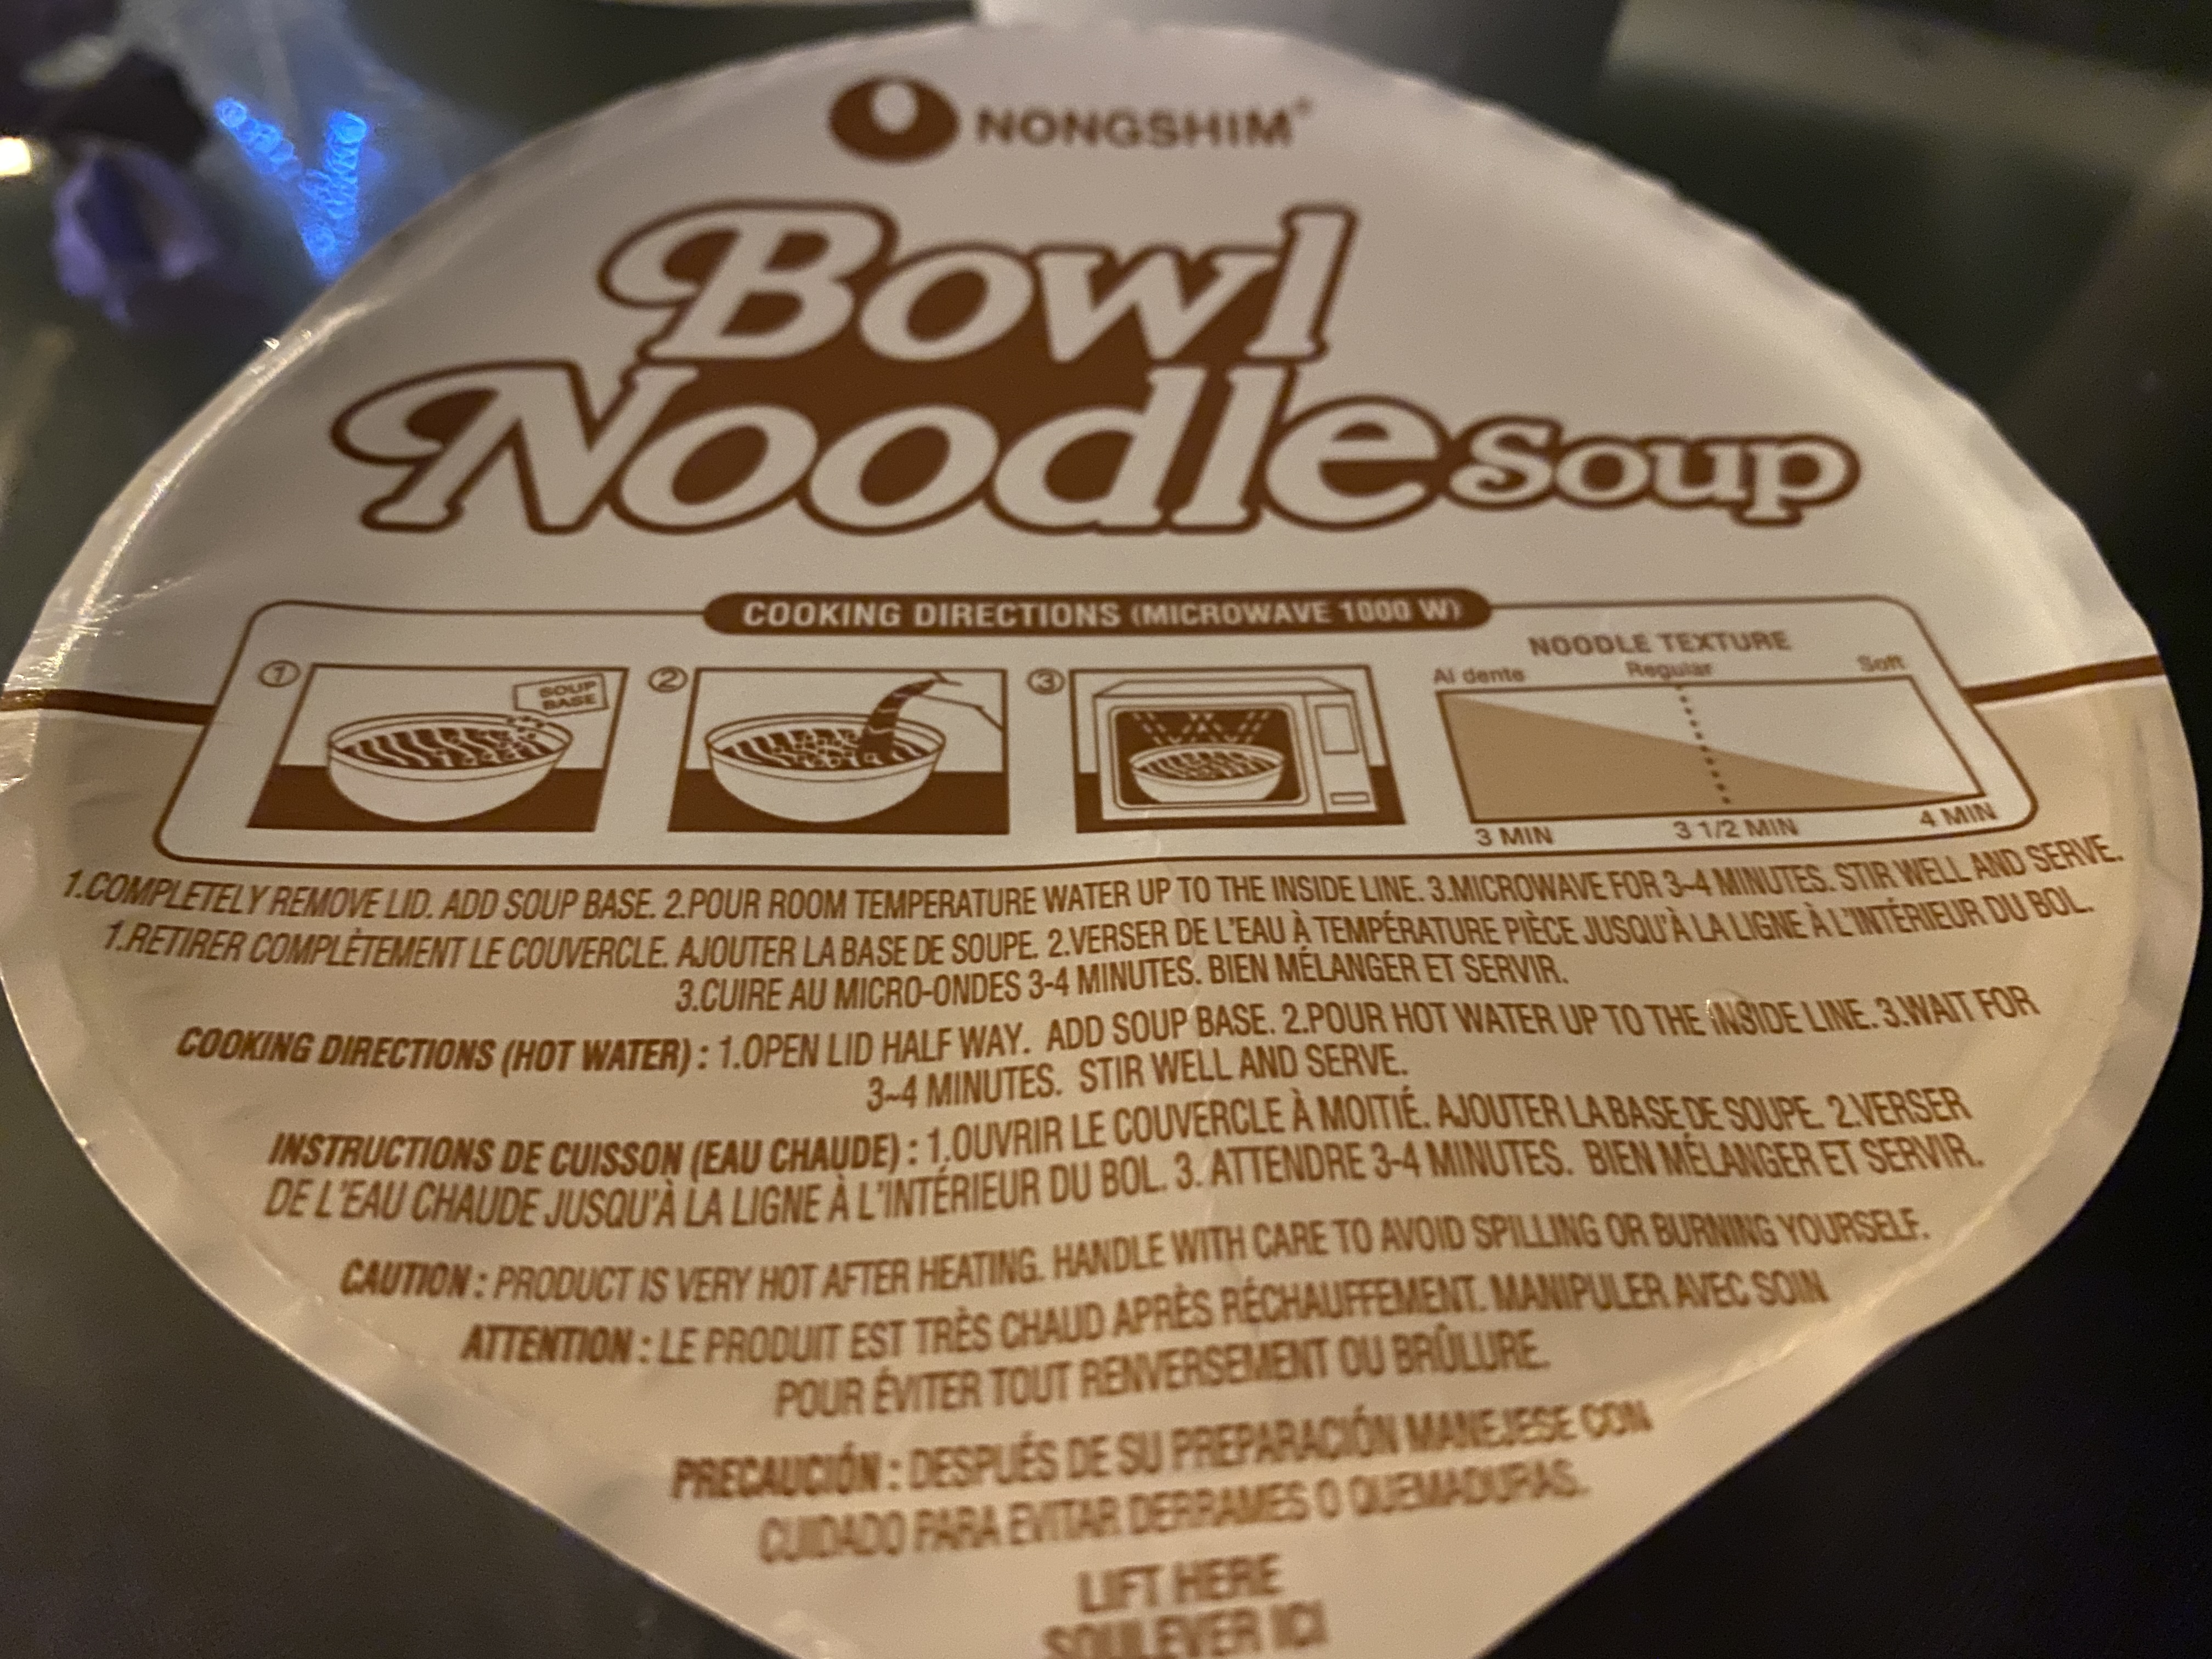 NONGSHIM®
Bowl
Noodle Soup
COOKING DIRECTIONS (MICROWAVE 1000 W)
① SOUP BASE ② ③
NOODLE TEXTURE
Al dente Regular Soft
3 MIN 3 1/2 MIN 4 MIN
1.COMPLETELY REMOVE LID. ADD SOUP BASE. 2.POUR ROOM TEMPERATURE WATER UP TO THE INSIDE LINE. 3.MICROWAVE FOR 3~4 MINUTES. STIR WELL AND SERVE.
1.RETIRER COMPLÈTEMENT LE COUVERCLE. AJOUTER LA BASE DE SOUPE. 2.VERSER DE L'EAU À TEMPÉRATURE PIÈCE JUSQU'À LA LIGNE À L'INTÉRIEUR DU BOL.
3.CUIRE AU MICRO-ONDES 3-4 MINUTES. BIEN MÉLANGER ET SERVIR.
COOKING DIRECTIONS (HOT WATER) : 1.OPEN LID HALF WAY. ADD SOUP BASE. 2.POUR HOT WATER UP TO THE INSIDE LINE. 3.WAIT FOR
3~4 MINUTES. STIR WELL AND SERVE.
INSTRUCTIONS DE CUISSON (EAU CHAUDE) : 1.OUVRIR LE COUVERCLE À MOITIÉ. AJOUTER LA BASE DE SOUPE. 2.VERSER
DE L'EAU CHAUDE JUSQU'À LA LIGNE À L'INTÉRIEUR DU BOL. 3. ATTENDRE 3-4 MINUTES. BIEN MÉLANGER ET SERVIR.
CAUTION : PRODUCT IS VERY HOT AFTER HEATING. HANDLE WITH CARE TO AVOID SPILLING OR BURNING YOURSELF.
ATTENTION : LE PRODUIT EST TRÈS CHAUD APRÈS RÉCHAUFFEMENT. MANIPULER AVEC SOIN
POUR ÉVITER TOUT RENVERSEMENT OU BRÛLURE.
PRECAUCIÓN : DESPUÉS DE SU PREPARACIÓN MANEJESE CON
CUIDADO PARA EVITAR DERRAMES O QUEMADURAS.
LIFT HERE
SOULEVER ICI